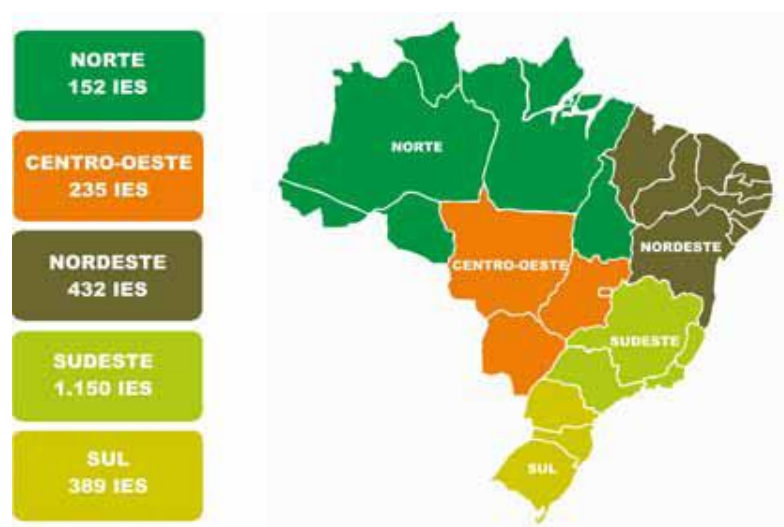 NORTE
152 IES
CENTRO-OESTE
235 IES
NORDESTE
432 IES
SUDESTE
1.150 IES
SUL
389 IES
NORTE
NORDESTE
CENTRO-OESTE
SUDESTE
SUL